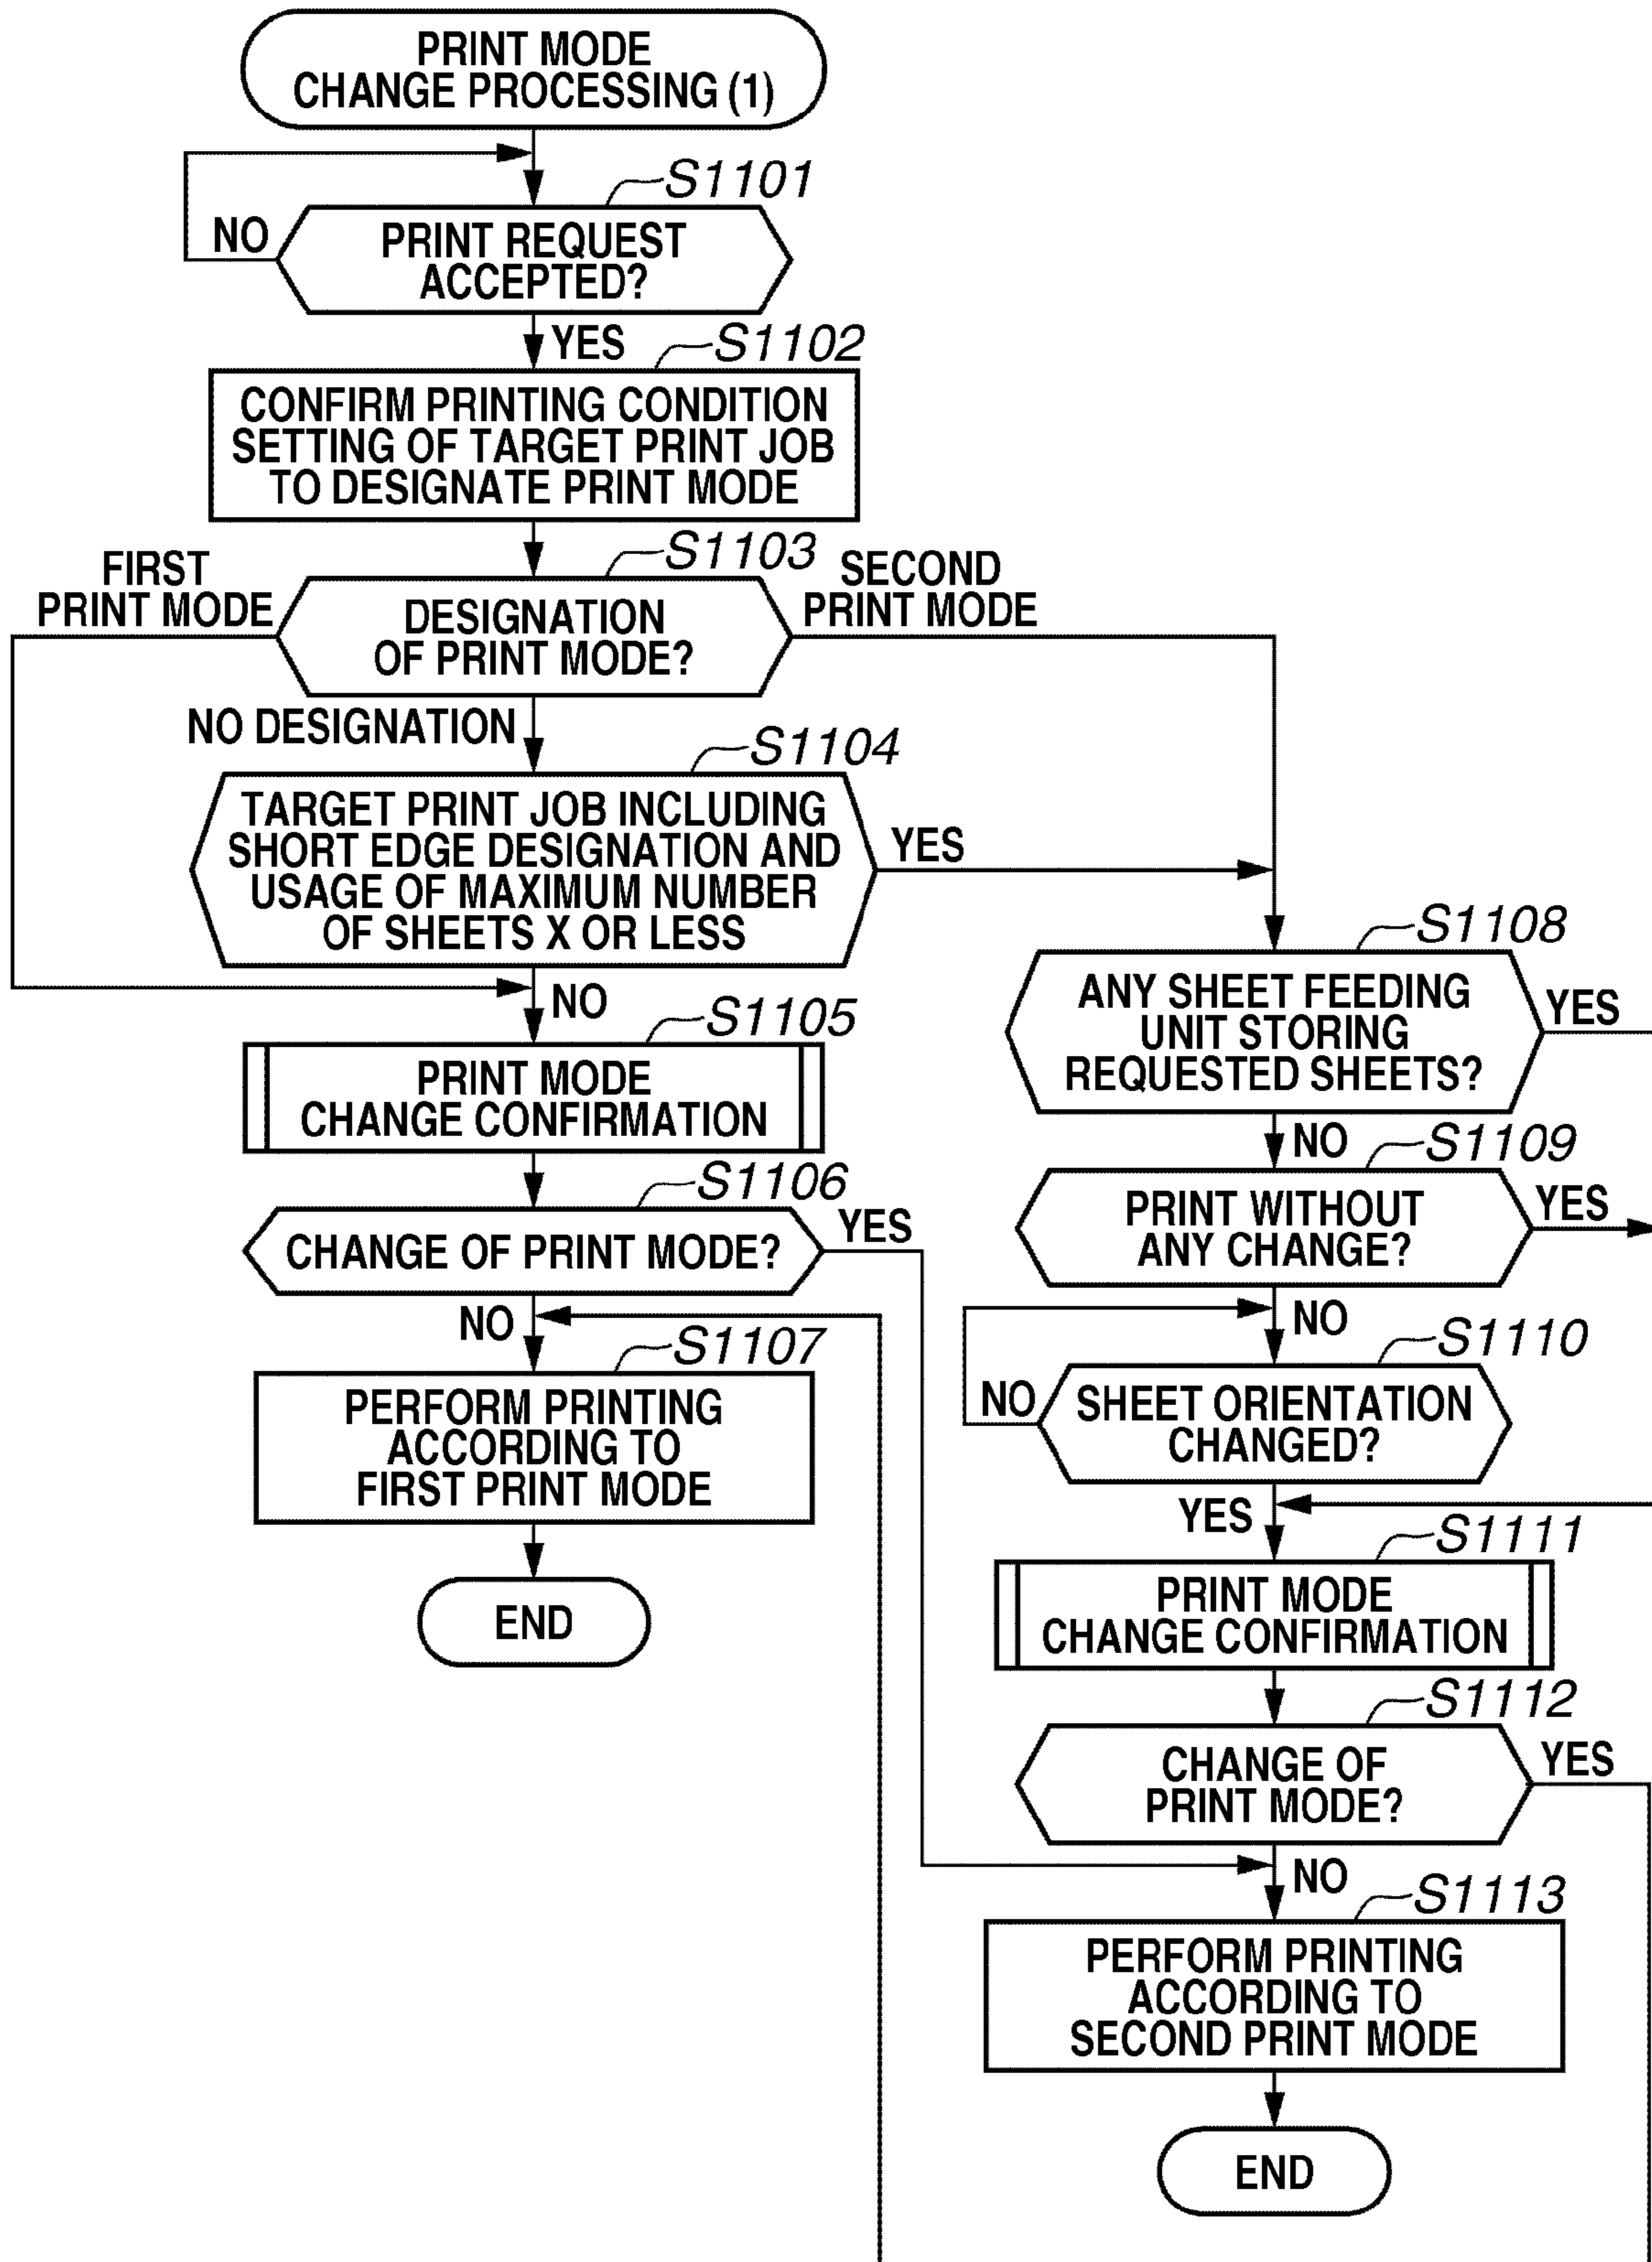 PRINT MODE
CHANGE PROCESSING (1)
S1101
NO
PRINT REQUEST
ACCEPTED?
YES
S1102
CONFIRM PRINTING CONDITION
SETTING OF TARGET PRINT JOB
TO DESIGNATE PRINT MODE
S1103
FIRST
PRINT MODE
DESIGNATION
OF PRINT MODE?
SECOND
PRINT MODE
NO DESIGNATION
S1104
TARGET PRINT JOB INCLUDING
SHORT EDGE DESIGNATION AND
USAGE OF MAXIMUM NUMBER
OF SHEETS X OR LESS
YES
NO
S1105
PRINT MODE
CHANGE CONFIRMATION
S1106
CHANGE OF PRINT MODE?
YES
NO
S1107
PERFORM PRINTING
ACCORDING TO
FIRST PRINT MODE
END
S1108
ANY SHEET FEEDING
UNIT STORING
REQUESTED SHEETS?
YES
NO
S1109
PRINT WITHOUT
ANY CHANGE?
YES
NO
S1110
NO
SHEET ORIENTATION
CHANGED?
YES
S1111
PRINT MODE
CHANGE CONFIRMATION
S1112
CHANGE OF
PRINT MODE?
YES
NO
S1113
PERFORM PRINTING
ACCORDING TO
SECOND PRINT MODE
END